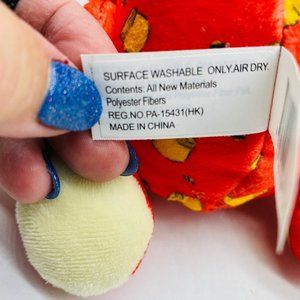 SURFACE WASHABLE ONLY.AIR DRY.
Contents: All New Materials
Polyester Fibers
REG.NO.PA-15431(HK)
MADE IN CHINA